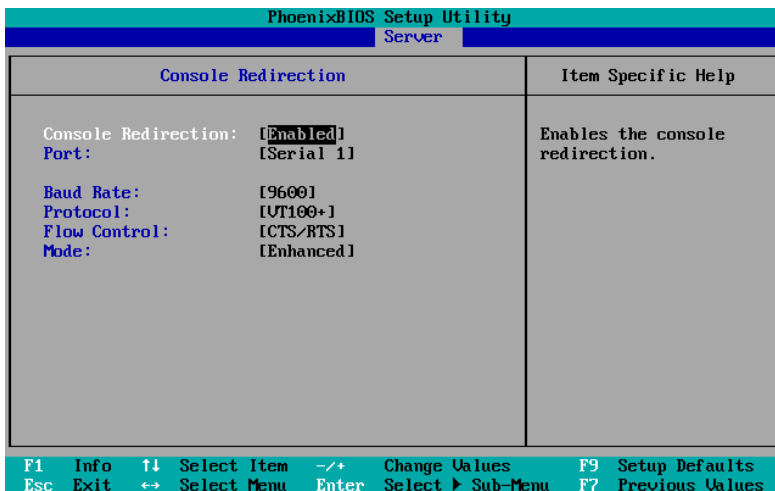 PhoenixBIOS Setup Utility
Server
Console Redirection
Item Specific Help
Console Redirection: [Enabled]
Port: [Serial 1]
Baud Rate: [9600]
Protocol: [VT100+]
Flow Control: [CTS/RTS]
Mode: [Enhanced]
Enables the console
redirection.
F1 Info ↑↓ Select Item -/+ Change Values F9 Setup Defaults
Esc Exit ↔ Select Menu Enter Select ▶ Sub-Menu F7 Previous Values